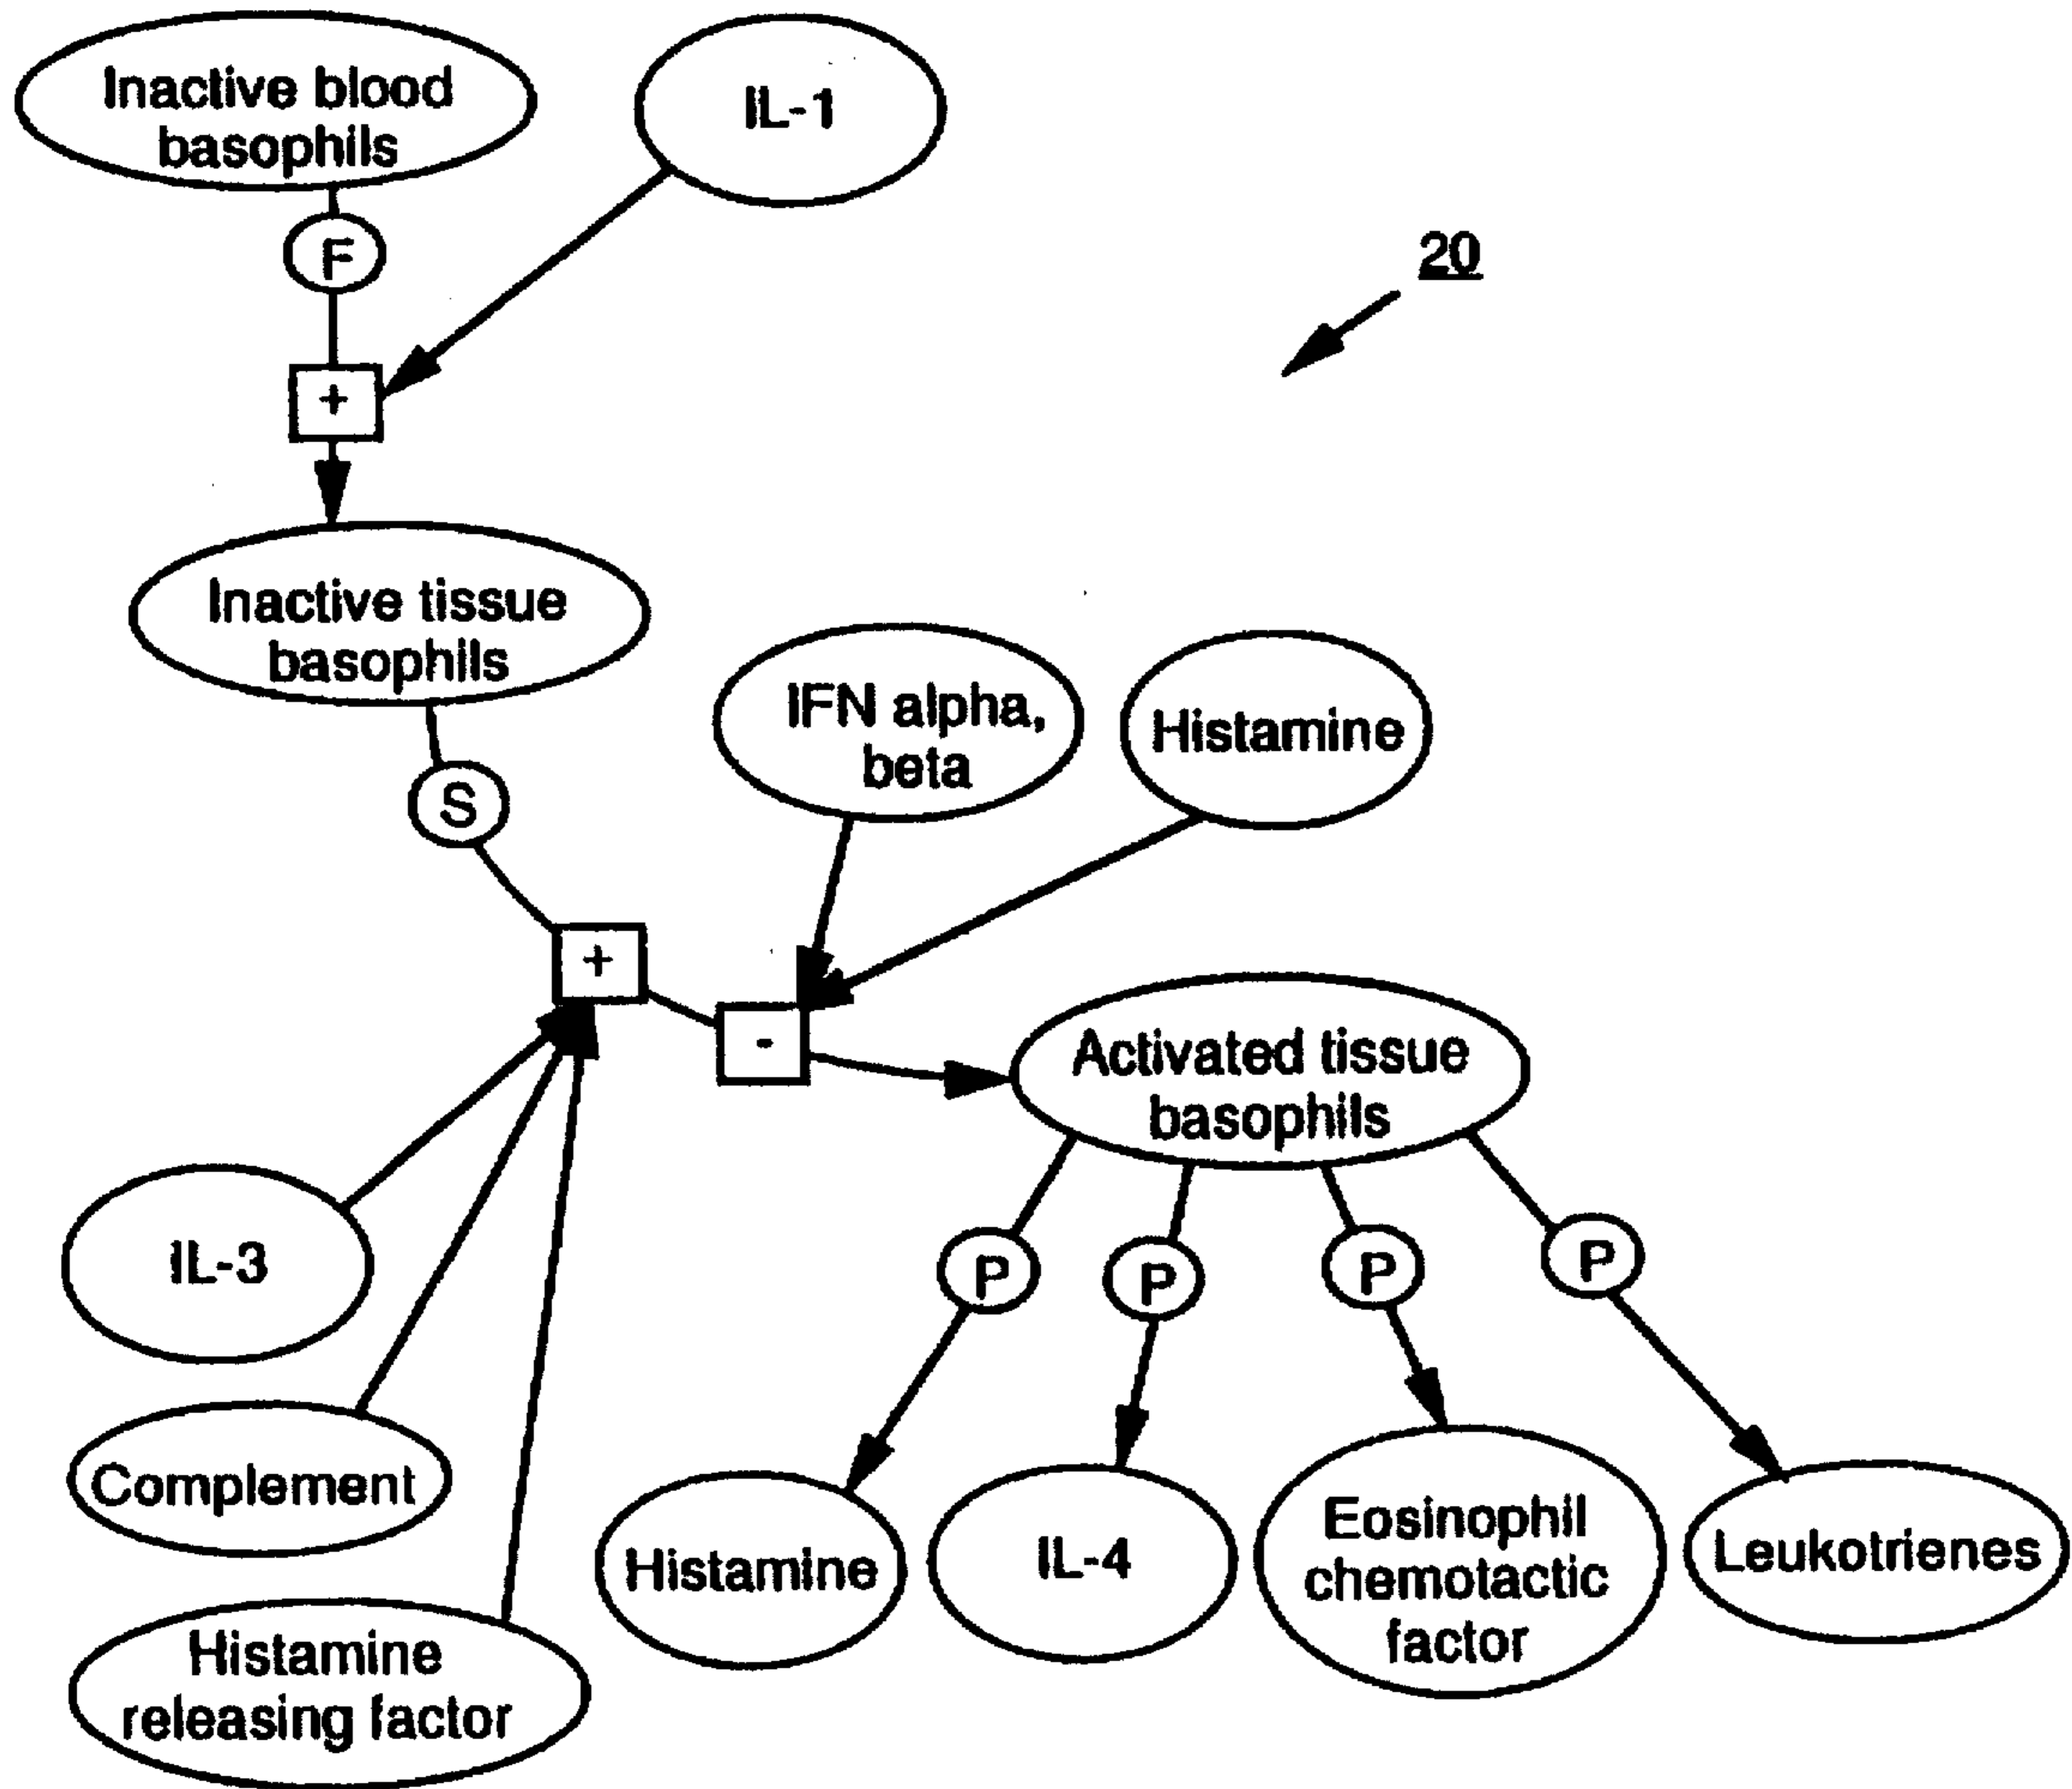 Inactive blood
basophils
IL-1
F
20
+
Inactive tissue
basophils
IFN alpha,
beta
Histamine
S
+
-
Activated tissue
basophils
IL-3
P
P
P
P
Complement
Histamine
IL-4
Eosinophil
chemotactic
factor
Leukotrienes
Histamine
releasing factor